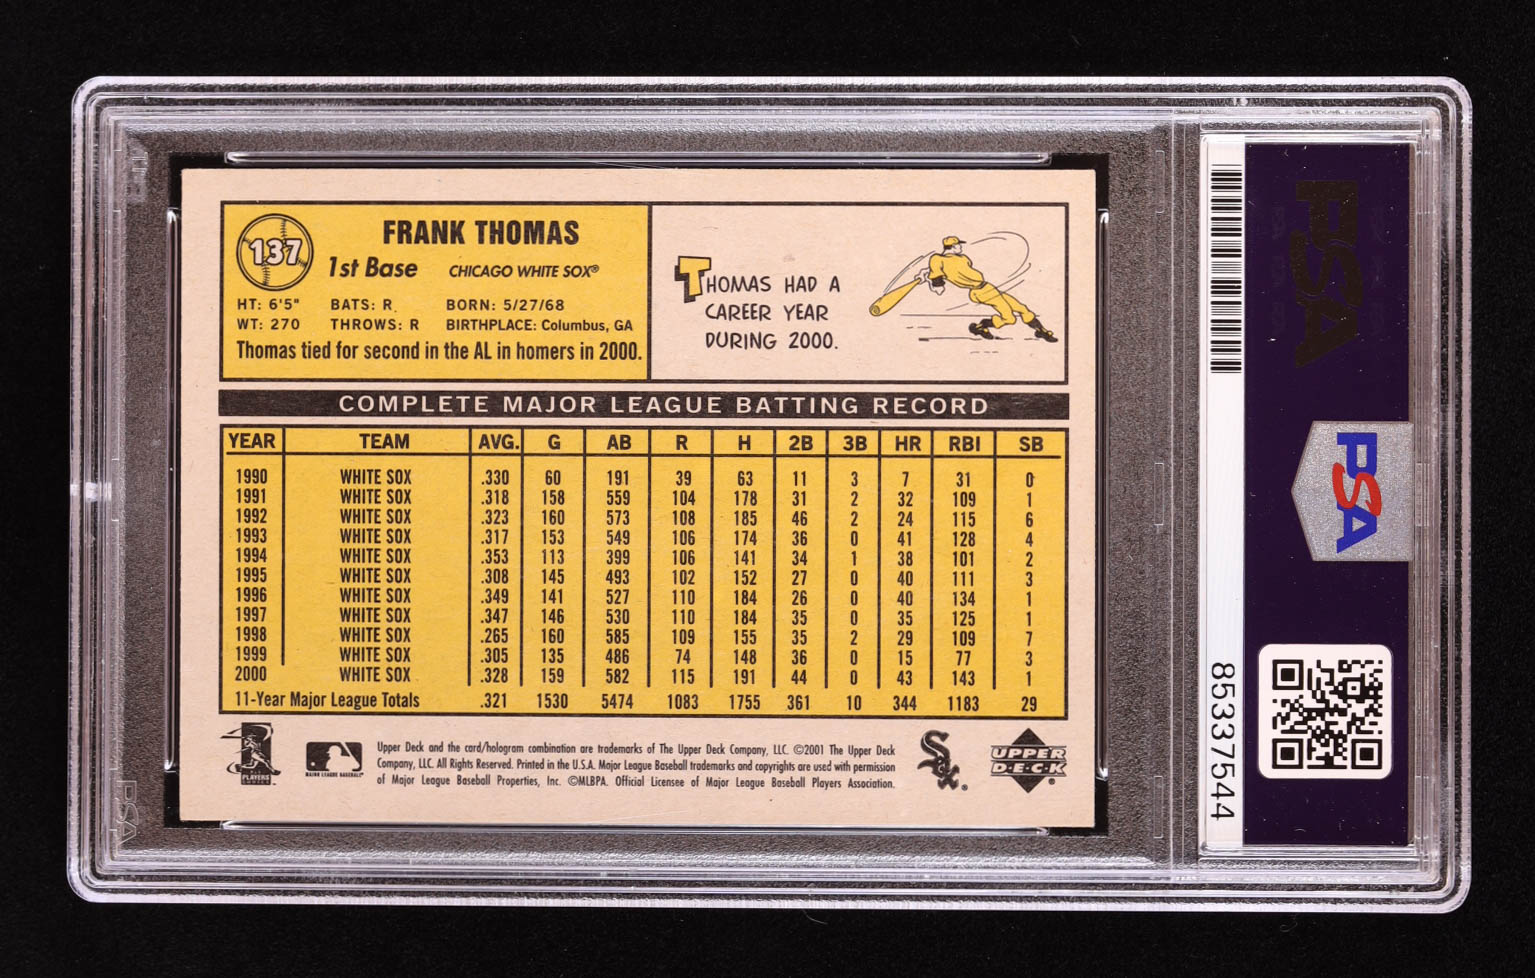 137
FRANK THOMAS
1st Base CHICAGO WHITE SOX®
HT: 6'5" BATS: R. BORN: 5/27/68
WT: 270 THROWS: R BIRTHPLACE: Columbus, GA
Thomas tied for second in the AL in homers in 2000.
THOMAS HAD A
CAREER YEAR
DURING 2000.
COMPLETE MAJOR LEAGUE BATTING RECORD
YEAR TEAM AVG. G AB R H 2B 3B HR RBI SB
1990 WHITE SOX .330 60 191 39 63 11 3 7 31 0
1991 WHITE SOX .318 158 559 104 178 31 2 32 109 1
1992 WHITE SOX .323 160 573 108 185 46 2 24 115 6
1993 WHITE SOX .317 153 549 106 174 36 0 41 128 4
1994 WHITE SOX .353 113 399 106 141 34 1 38 101 2
1995 WHITE SOX .308 145 493 102 152 27 0 40 111 3
1996 WHITE SOX .349 141 527 110 184 26 0 40 134 1
1997 WHITE SOX .347 146 530 110 184 35 0 35 125 1
1998 WHITE SOX .265 160 585 109 155 35 2 29 109 7
1999 WHITE SOX .305 135 486 74 148 36 0 15 77 3
2000 WHITE SOX .328 159 582 115 191 44 0 43 143 1
11-Year Major League Totals .321 1530 5474 1083 1755 361 10 344 1183 29
PLAYERS
MAJOR LEAGUE BASEBALL
Upper Deck and the card/hologram combination are trademarks of The Upper Deck Company, LLC. ©2001 The Upper Deck
Company, LLC. All Rights Reserved. Printed in the U.S.A. Major League Baseball trademarks and copyrights are used with permission
of Major League Baseball Properties, Inc. ©MLBPA. Official Licensee of Major League Baseball Players Association.
Sox®
UPPER
DECK
PSA
PSA
85337544
PSA